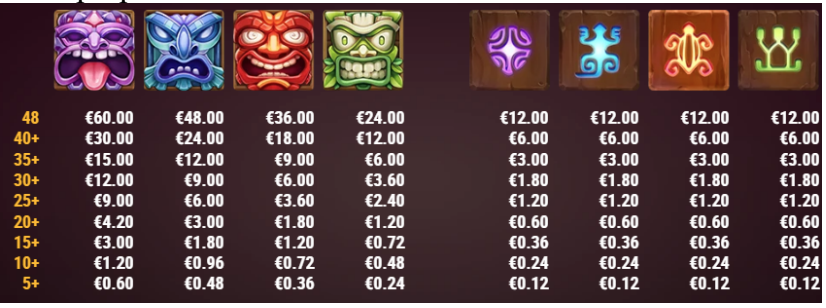 48 €60.00 €48.00 €36.00 €24.00 €12.00 €12.00 €12.00 €12.00
40+ €30.00 €24.00 €18.00 €12.00 €6.00 €6.00 €6.00 €6.00
35+ €15.00 €12.00 €9.00 €6.00 €3.00 €3.00 €3.00 €3.00
30+ €12.00 €9.00 €6.00 €3.60 €1.80 €1.80 €1.80 €1.80
25+ €9.00 €6.00 €3.60 €2.40 €1.20 €1.20 €1.20 €1.20
20+ €4.20 €3.00 €1.80 €1.20 €0.60 €0.60 €0.60 €0.60
15+ €3.00 €1.80 €1.20 €0.72 €0.36 €0.36 €0.36 €0.36
10+ €1.20 €0.96 €0.72 €0.48 €0.24 €0.24 €0.24 €0.24
5+ €0.60 €0.48 €0.36 €0.24 €0.12 €0.12 €0.12 €0.12